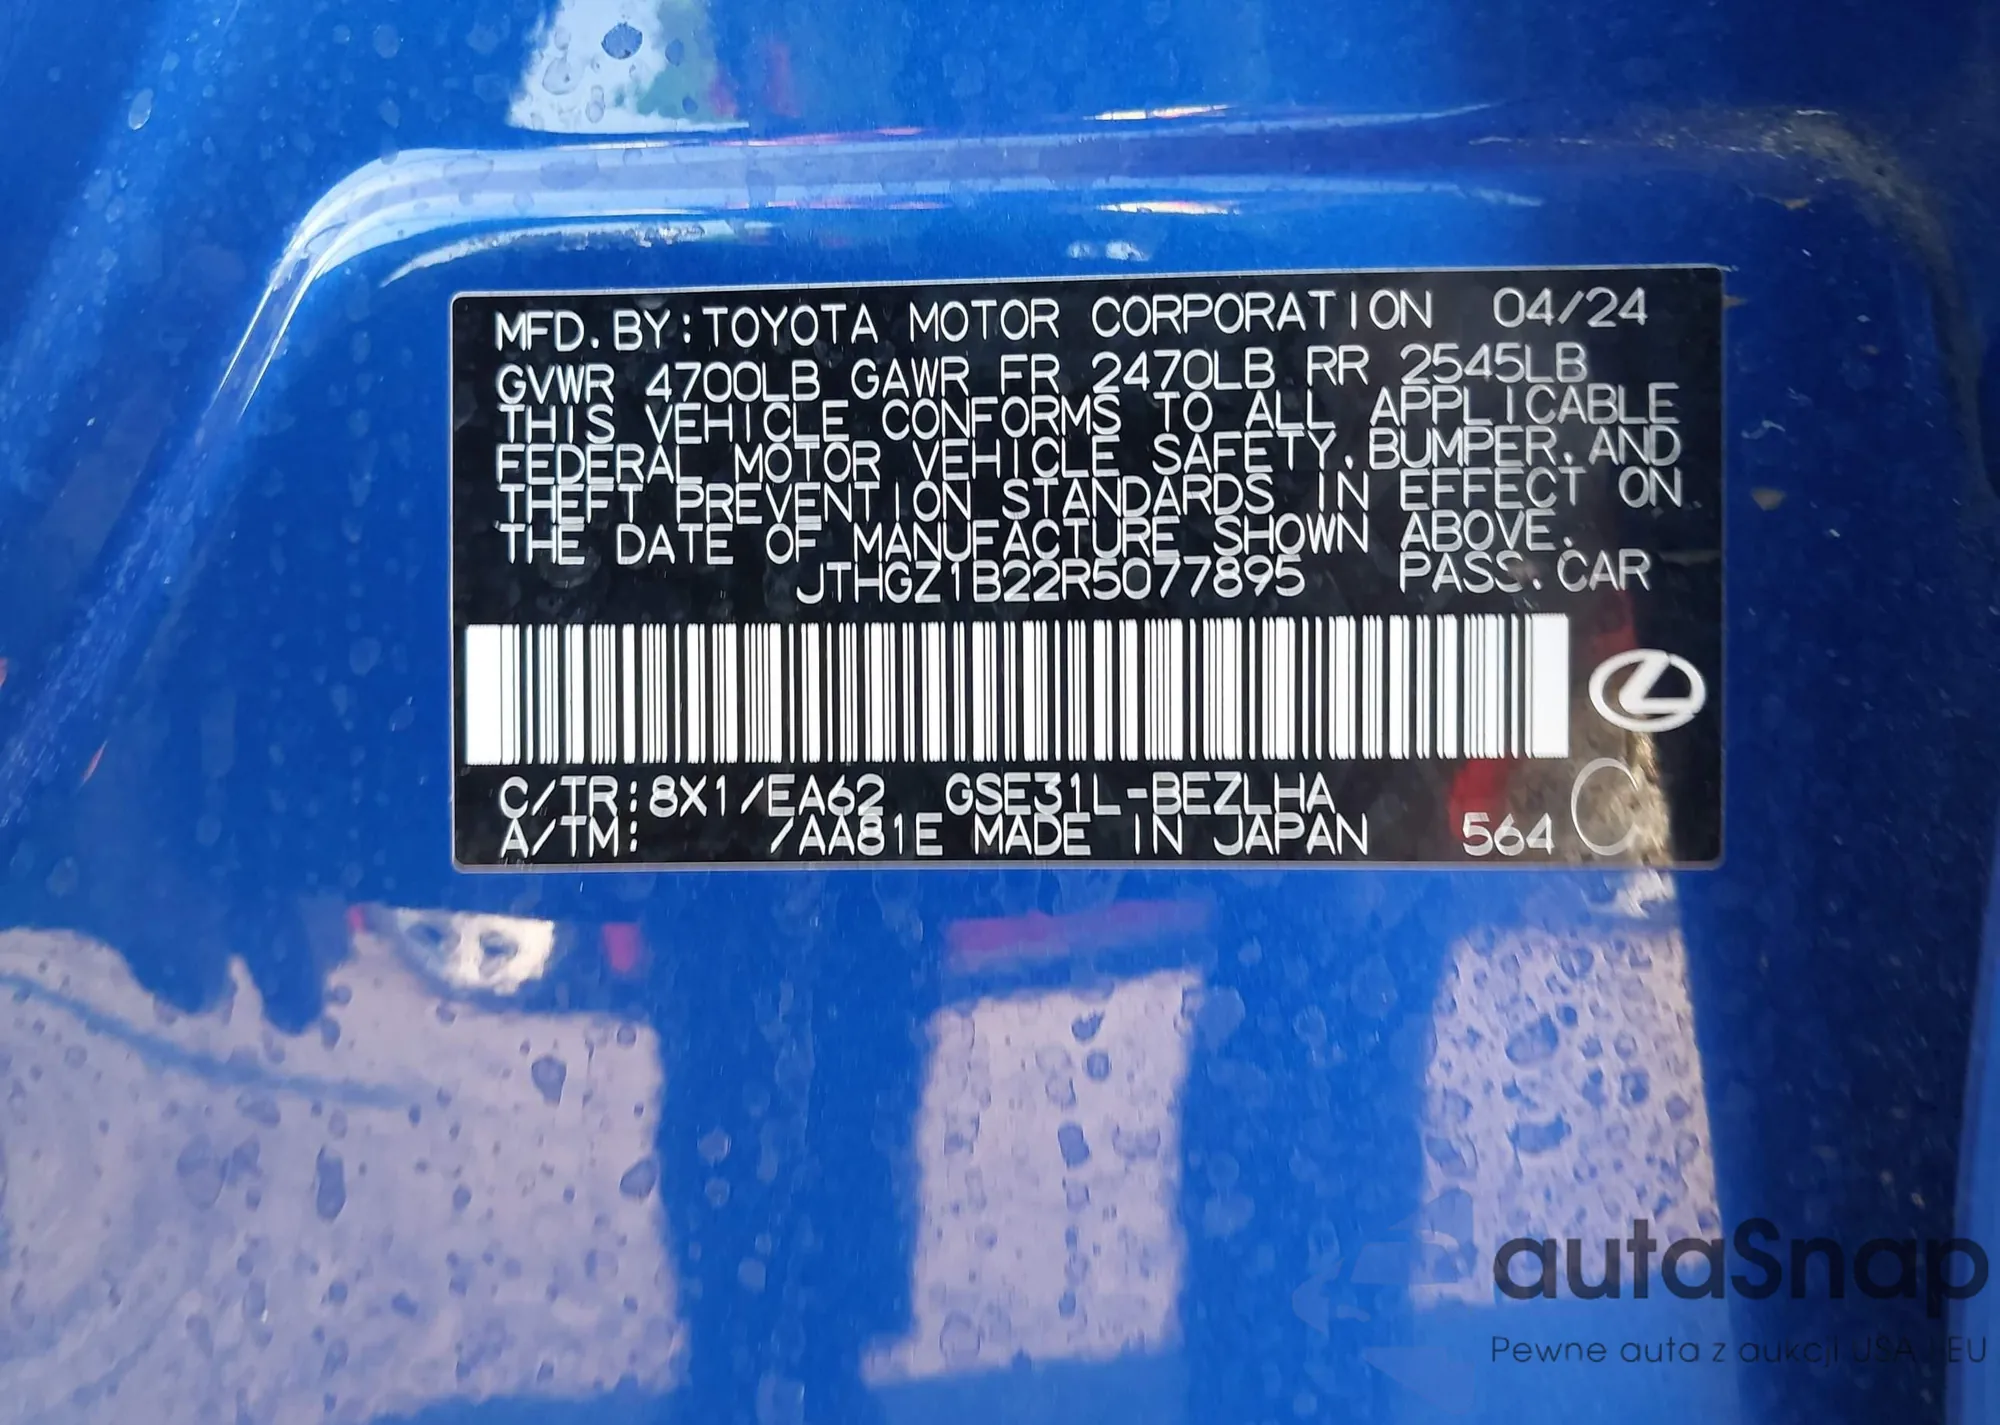 MFD. BY: TOYOTA MOTOR CORPORATION 04/24
GVWR 4700LB GAWR FR 2470LB RR 2545LB
THIS VEHICLE CONFORMS TO ALL APPLICABLE
FEDERAL MOTOR VEHICLE SAFETY, BUMPER, AND
THEFT PREVENTION STANDARDS IN EFFECT ON
THE DATE OF MANUFACTURE SHOWN ABOVE.
JTHGZ1B22R5077895 PASS. CAR
C/TR: 8X1/EA62 GSE31L-BEZLHA
A/TM: /AA81E MADE IN JAPAN 564 C
autaSnap
Pewne auta z aukcji USA i EU